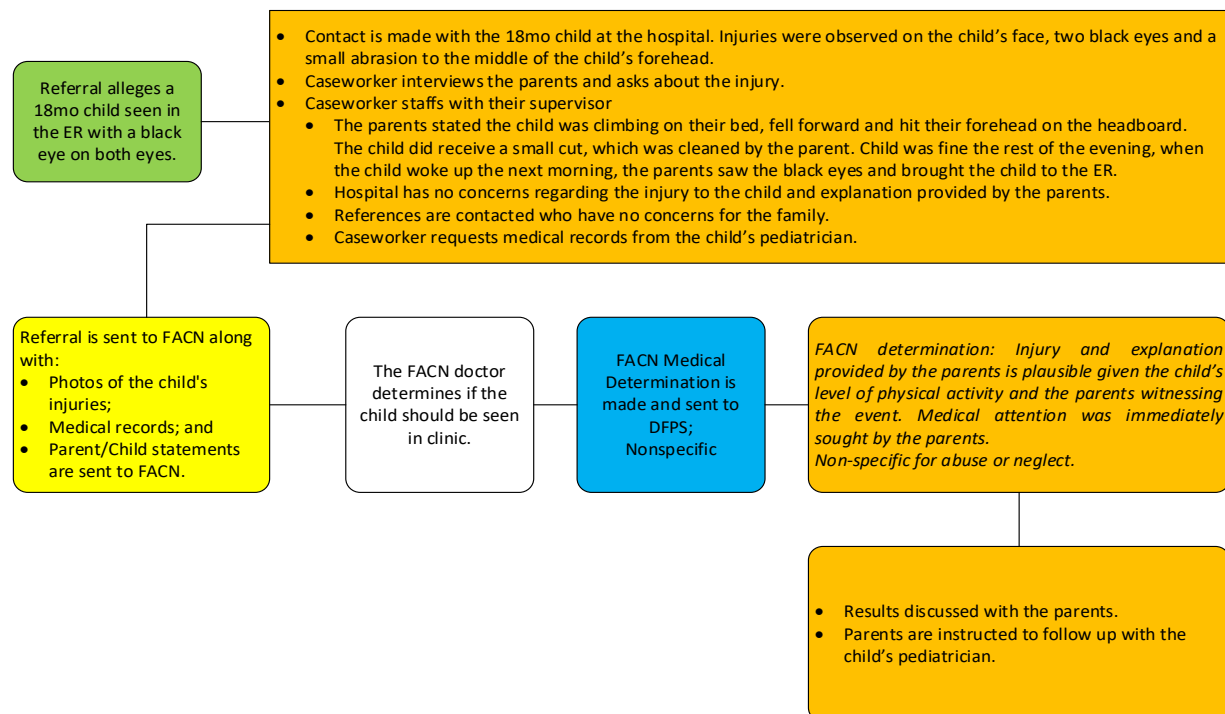 Referral alleges a
18mo child seen in
the ER with a black
eye on both eyes.
• Contact is made with the 18mo child at the hospital. Injuries were observed on the child’s face, two black eyes and a
small abrasion to the middle of the child’s forehead.
• Caseworker interviews the parents and asks about the injury.
• Caseworker staffs with their supervisor
• The parents stated the child was climbing on their bed, fell forward and hit their forehead on the headboard.
The child did receive a small cut, which was cleaned by the parent. Child was fine the rest of the evening, when
the child woke up the next morning, the parents saw the black eyes and brought the child to the ER.
• Hospital has no concerns regarding the injury to the child and explanation provided by the parents.
• References are contacted who have no concerns for the family.
• Caseworker requests medical records from the child’s pediatrician.
Referral is sent to FACN along
with:
• Photos of the child's
injuries;
• Medical records; and
• Parent/Child statements
are sent to FACN.
The FACN doctor
determines if the
child should be seen
in clinic.
FACN Medical
Determination is
made and sent to
DFPS;
Nonspecific
FACN determination: Injury and explanation
provided by the parents is plausible given the child’s
level of physical activity and the parents witnessing
the event. Medical attention was immediately
sought by the parents.
Non-specific for abuse or neglect.
• Results discussed with the parents.
• Parents are instructed to follow up with the
child’s pediatrician.